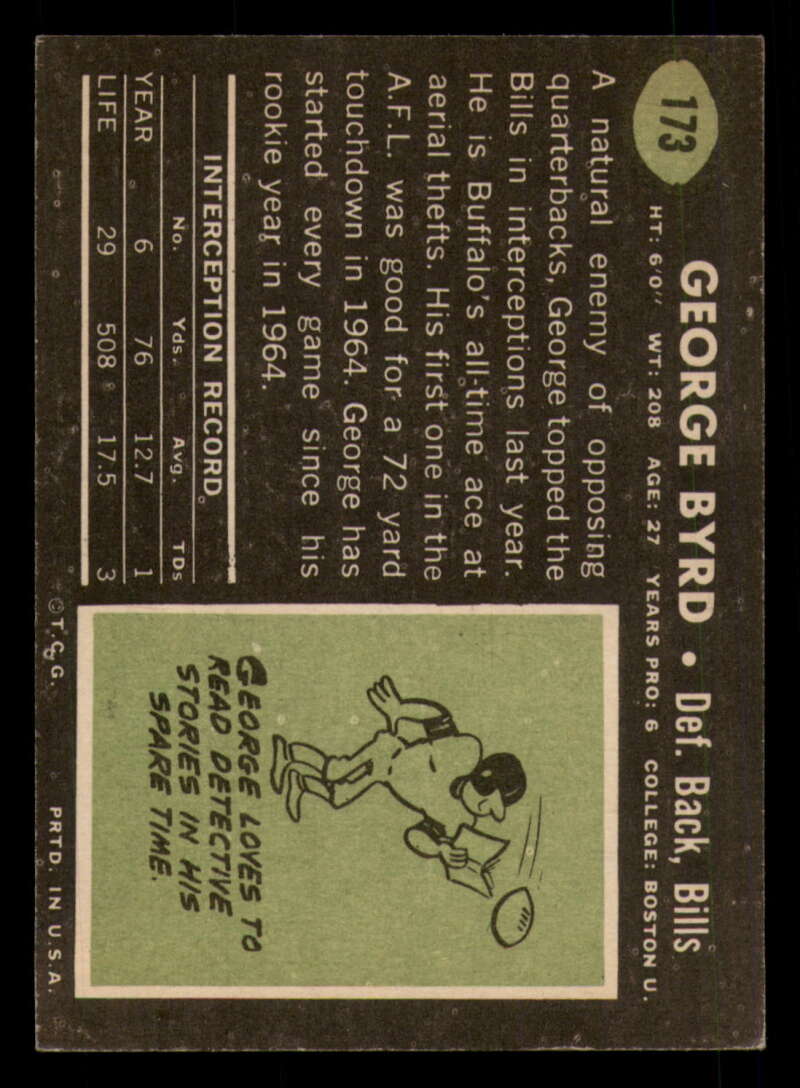 173
GEORGE BYRD • Def. Back, Bills
HT: 6'0" WT: 208 AGE: 27 YEARS PRO: 6 COLLEGE: BOSTON U.
A natural enemy of opposing
quarterbacks, George topped the
Bills in interceptions last year.
He is Buffalo's all-time ace at
aerial thefts. His first one in the
A.F.L. was good for a 72 yard
touchdown in 1964. George has
started every game since his
rookie year in 1964.
INTERCEPTION RECORD
No. Yds. Avg. TDs
YEAR 6 76 12.7 1
LIFE 29 508 17.5 3
GEORGE LOVES TO
READ DETECTIVE
STORIES IN HIS
SPARE TIME.
©T.C.G. PRTD. IN U.S.A.